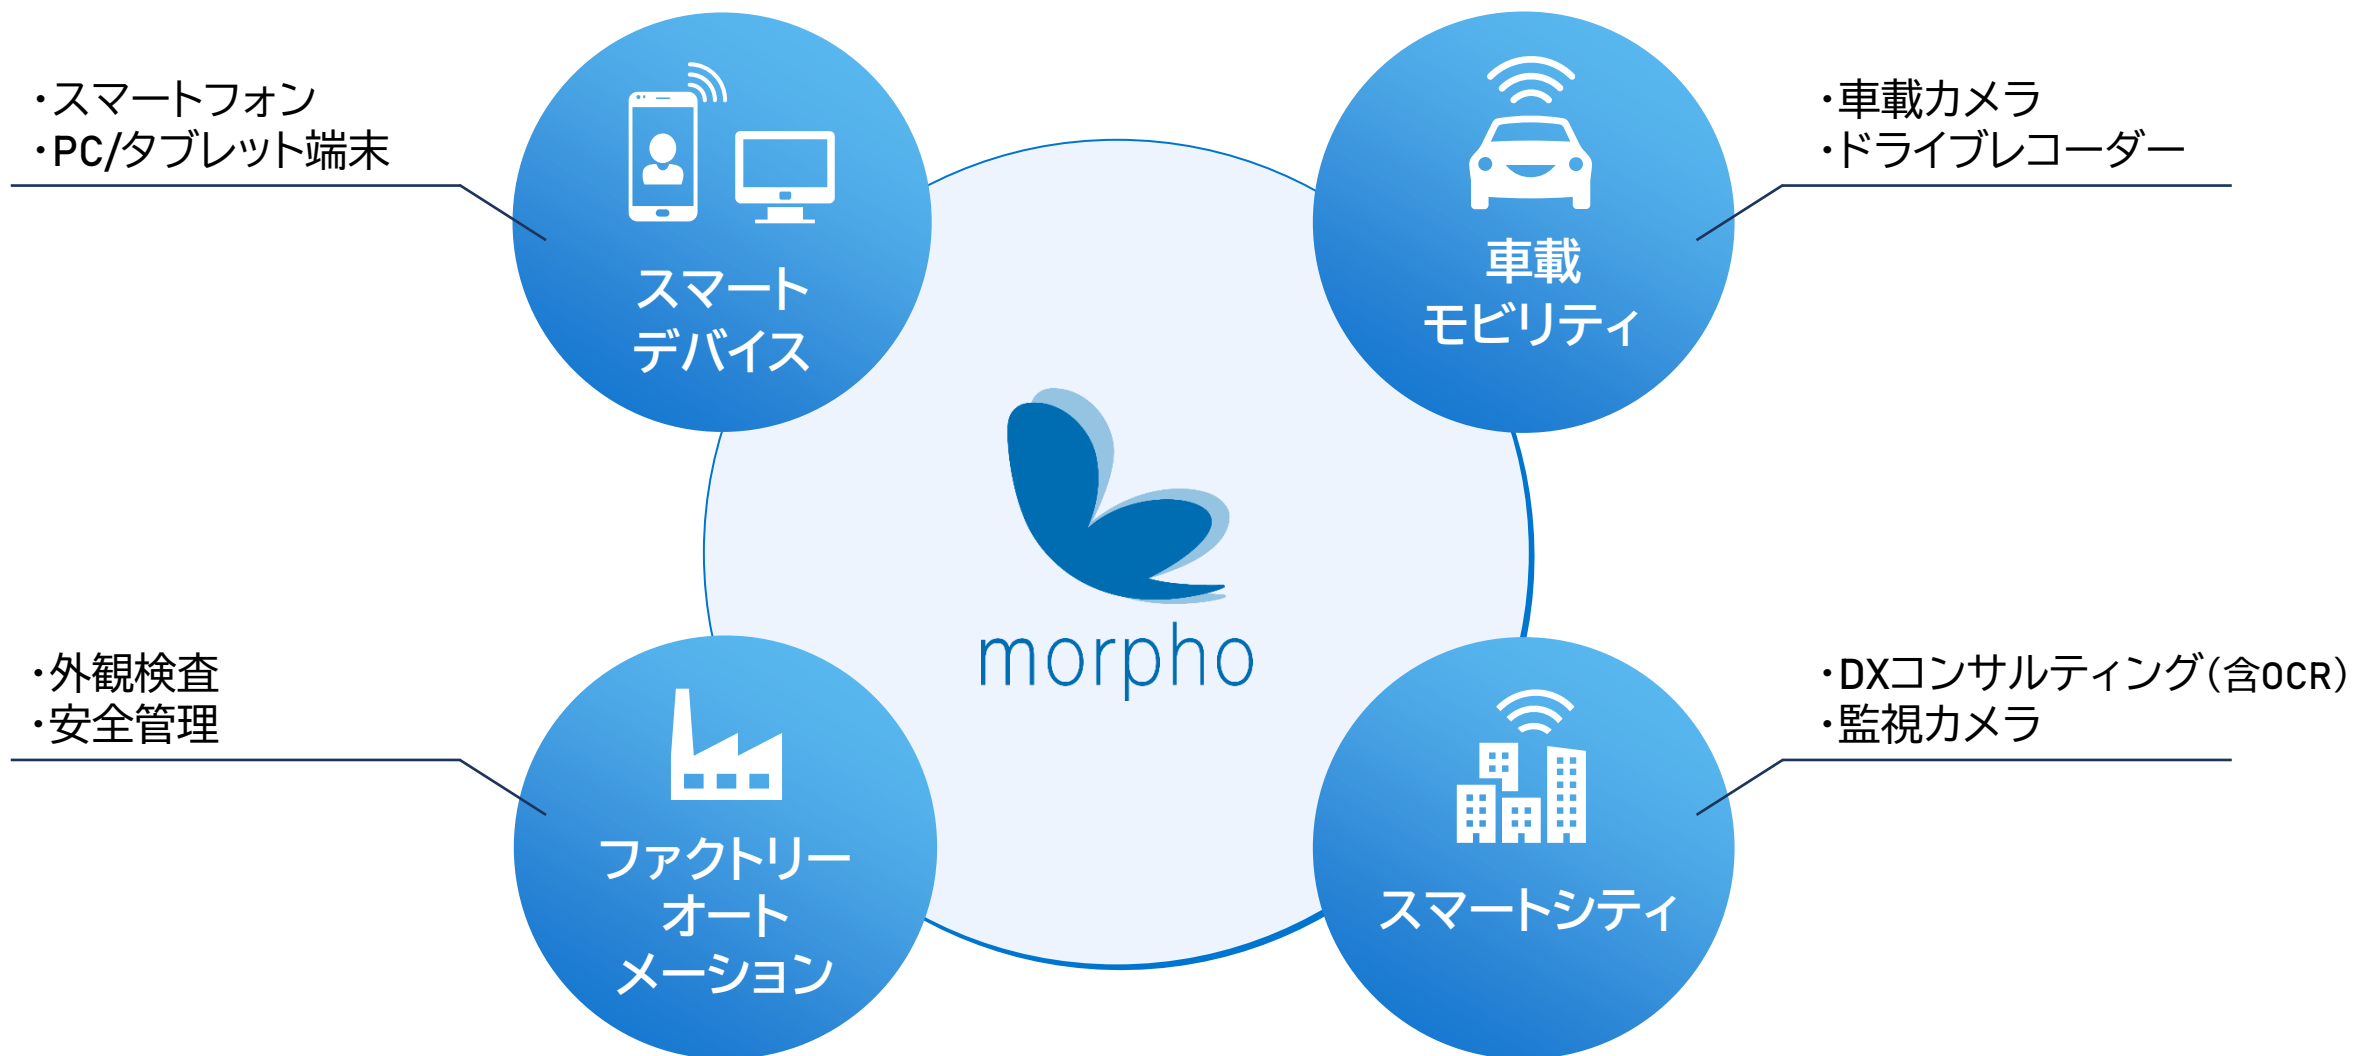 ・スマートフォン
・PC/タブレット端末
スマート
デバイス
・車載カメラ
・ドライブレコーダー
車載
モビリティ
morpho
・外観検査
・安全管理
ファクトリー
オート
メーション
・DXコンサルティング（含OCR）
・監視カメラ
スマートシティ